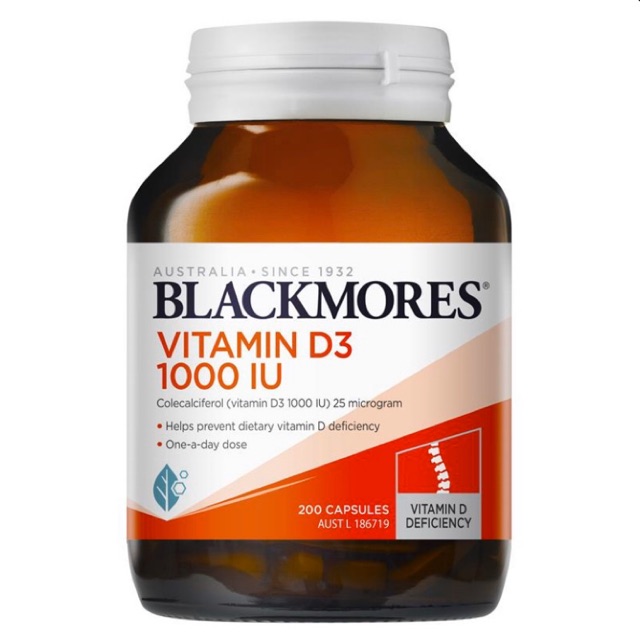 AUSTRALIA • SINCE 1932
BLACKMORES®
VITAMIN D3
1000 IU
Colecalciferol (vitamin D3 1000 IU) 25 microgram
• Helps prevent dietary vitamin D deficiency
• One-a-day dose
200 CAPSULES
AUST L 186719
VITAMIN D
DEFICIENCY